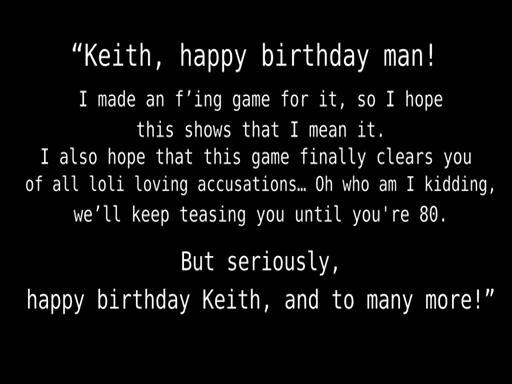 “Keith, happy birthday man!
I made an f’ing game for it, so I hope
this shows that I mean it.
I also hope that this game finally clears you
of all loli loving accusations… Oh who am I kidding,
we’ll keep teasing you until you're 80.
But seriously,
happy birthday Keith, and to many more!”